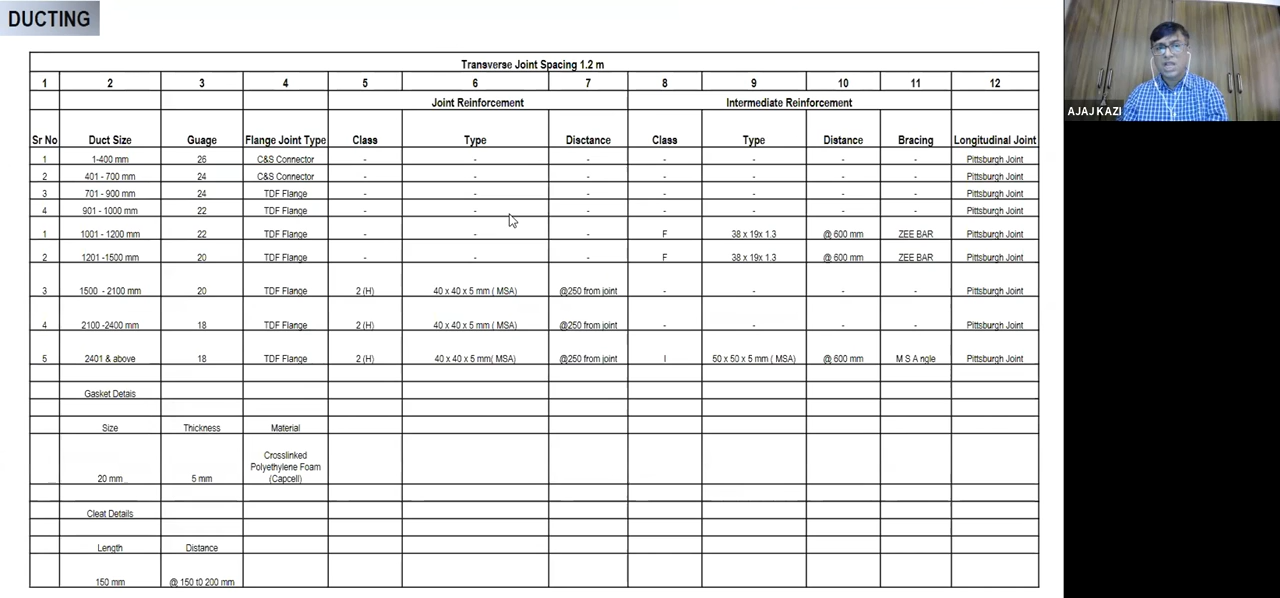 DUCTING
Transverse Joint Spacing 1.2 m
1 2 3 4 5 6 7 8 9 10 11 12
Joint Reinforcement Intermediate Reinforcement
Sr No Duct Size Guage Flange Joint Type Class Type Disctance Class Type Distance Bracing Longitudinal Joint
1 1-400 mm 26 C&S Connector - - - - - - - Pittsburgh Joint
2 401 - 700 mm 24 C&S Connector - - - - - - - Pittsburgh Joint
3 701 - 900 mm 24 TDF Flange - - - - - - - Pittsburgh Joint
4 901 - 1000 mm 22 TDF Flange - - - - - - - Pittsburgh Joint
1 1001 - 1200 mm 22 TDF Flange - - - F 38 x 19x 1.3 @ 600 mm ZEE BAR Pittsburgh Joint
2 1201 -1500 mm 20 TDF Flange - - - F 38 x 19x 1.3 @ 600 mm ZEE BAR Pittsburgh Joint
3 1500 - 2100 mm 20 TDF Flange 2 (H) 40 x 40 x 5 mm ( MSA) @250 from joint - - - - Pittsburgh Joint
4 2100 -2400 mm 18 TDF Flange 2 (H) 40 x 40 x 5 mm ( MSA) @250 from joint - - - - Pittsburgh Joint
5 2401 & above 18 TDF Flange 2 (H) 40 x 40 x 5 mm( MSA) @250 from joint I 50 x 50 x 5 mm ( MSA) @ 600 mm M S A ngle Pittsburgh Joint
Gasket Detais
Size Thickness Material
20 mm 5 mm Crosslinked
Polyethylene Foam
(Capcell)
Cleat Details
Length Distance
150 mm @ 150 t0 200 mm
AJAJ KAZI